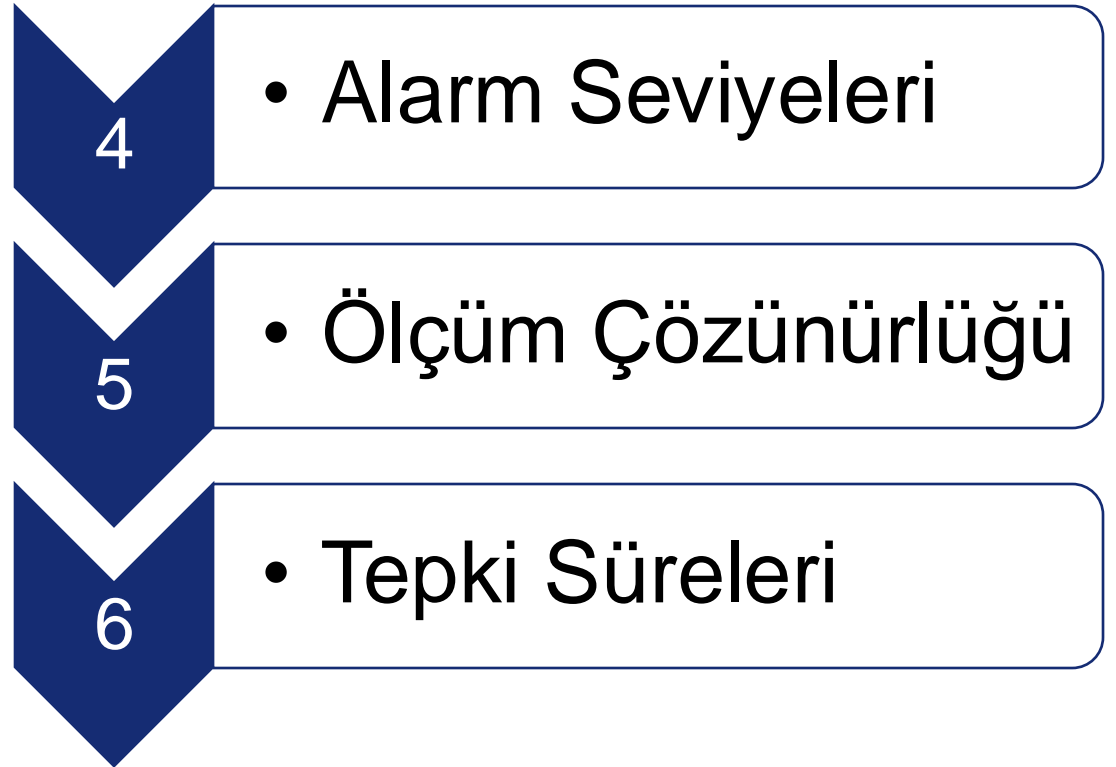 4
• Alarm Seviyeleri
5
• Ölçüm Çözünürlüğü
6
• Tepki Süreleri